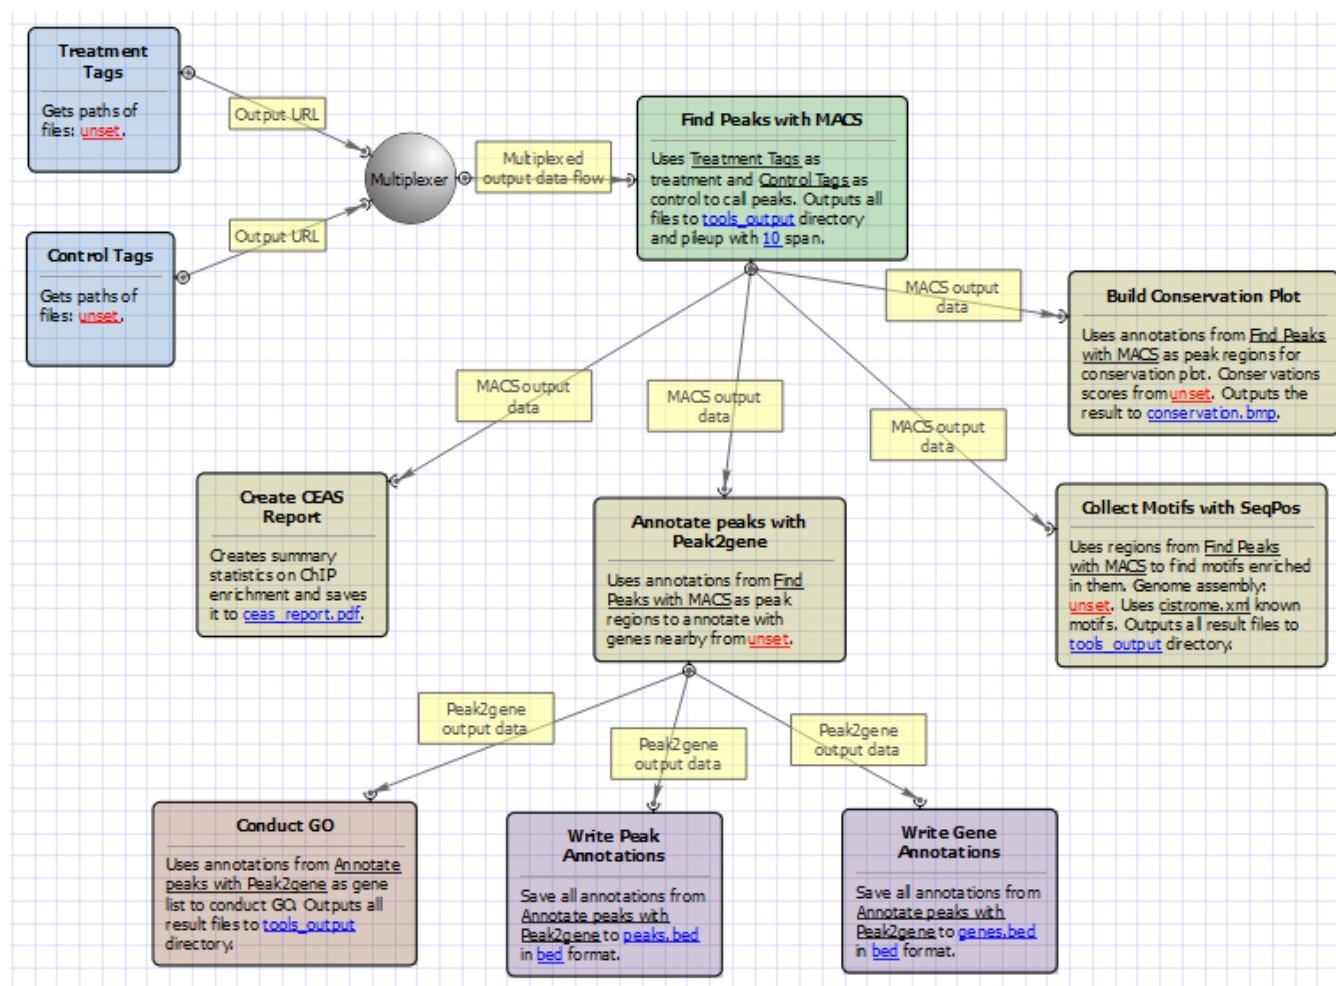 Treatment
Tags
Gets paths of
files: unset.
Output URL
Multiplexer
Multiplexed
output data flow
Find Peaks with MACS
Uses Treatment Tags as
treatment and Control Tags as
control to call peaks. Outputs all
files to tools_output directory
and pileup with 10 span.
Control Tags
Gets paths of
files: unset.
Output URL
MACS output
data
Build Conservation Plot
Uses annotations from Find Peaks
with MACS as peak regions for
conservation plot. Conservations
scores from unset. Outputs the
result to conservation.bmp.
MACS output
data
MACS output
data
MACS output
data
Create CEAS
Report
Creates summary
statistics on ChIP
enrichment and saves
it to ceas_report.pdf.
Annotate peaks with
Peak2gene
Uses annotations from Find
Peaks with MACS as peak
regions to annotate with
genes nearby from unset.
Collect Motifs with SeqPos
Uses regions from Find Peaks
with MACS to find motifs enriched
in them. Genome assembly:
unset. Uses cistrome.xml known
motifs. Outputs all result files to
tools_output directory.
Peak2gene
output data
Peak2gene
output data
Peak2gene
output data
Conduct GO
Uses annotations from Annotate
peaks with Peak2gene as gene
list to conduct GO. Outputs all
result files to tools_output
directory.
Write Peak
Annotations
Save all annotations from
Annotate peaks with
Peak2gene to peaks.bed
in bed format.
Write Gene
Annotations
Save all annotations from
Annotate peaks with
Peak2gene to genes.bed
in bed format.